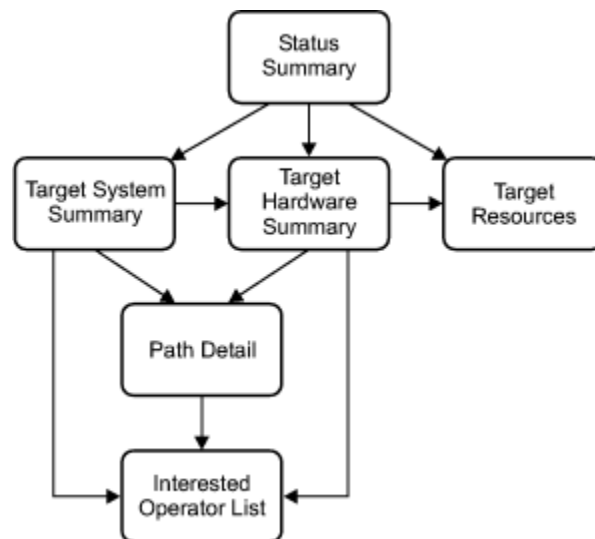 Status
Summary
Target System
Summary
Target
Hardware
Summary
Target
Resources
Path Detail
Interested
Operator List